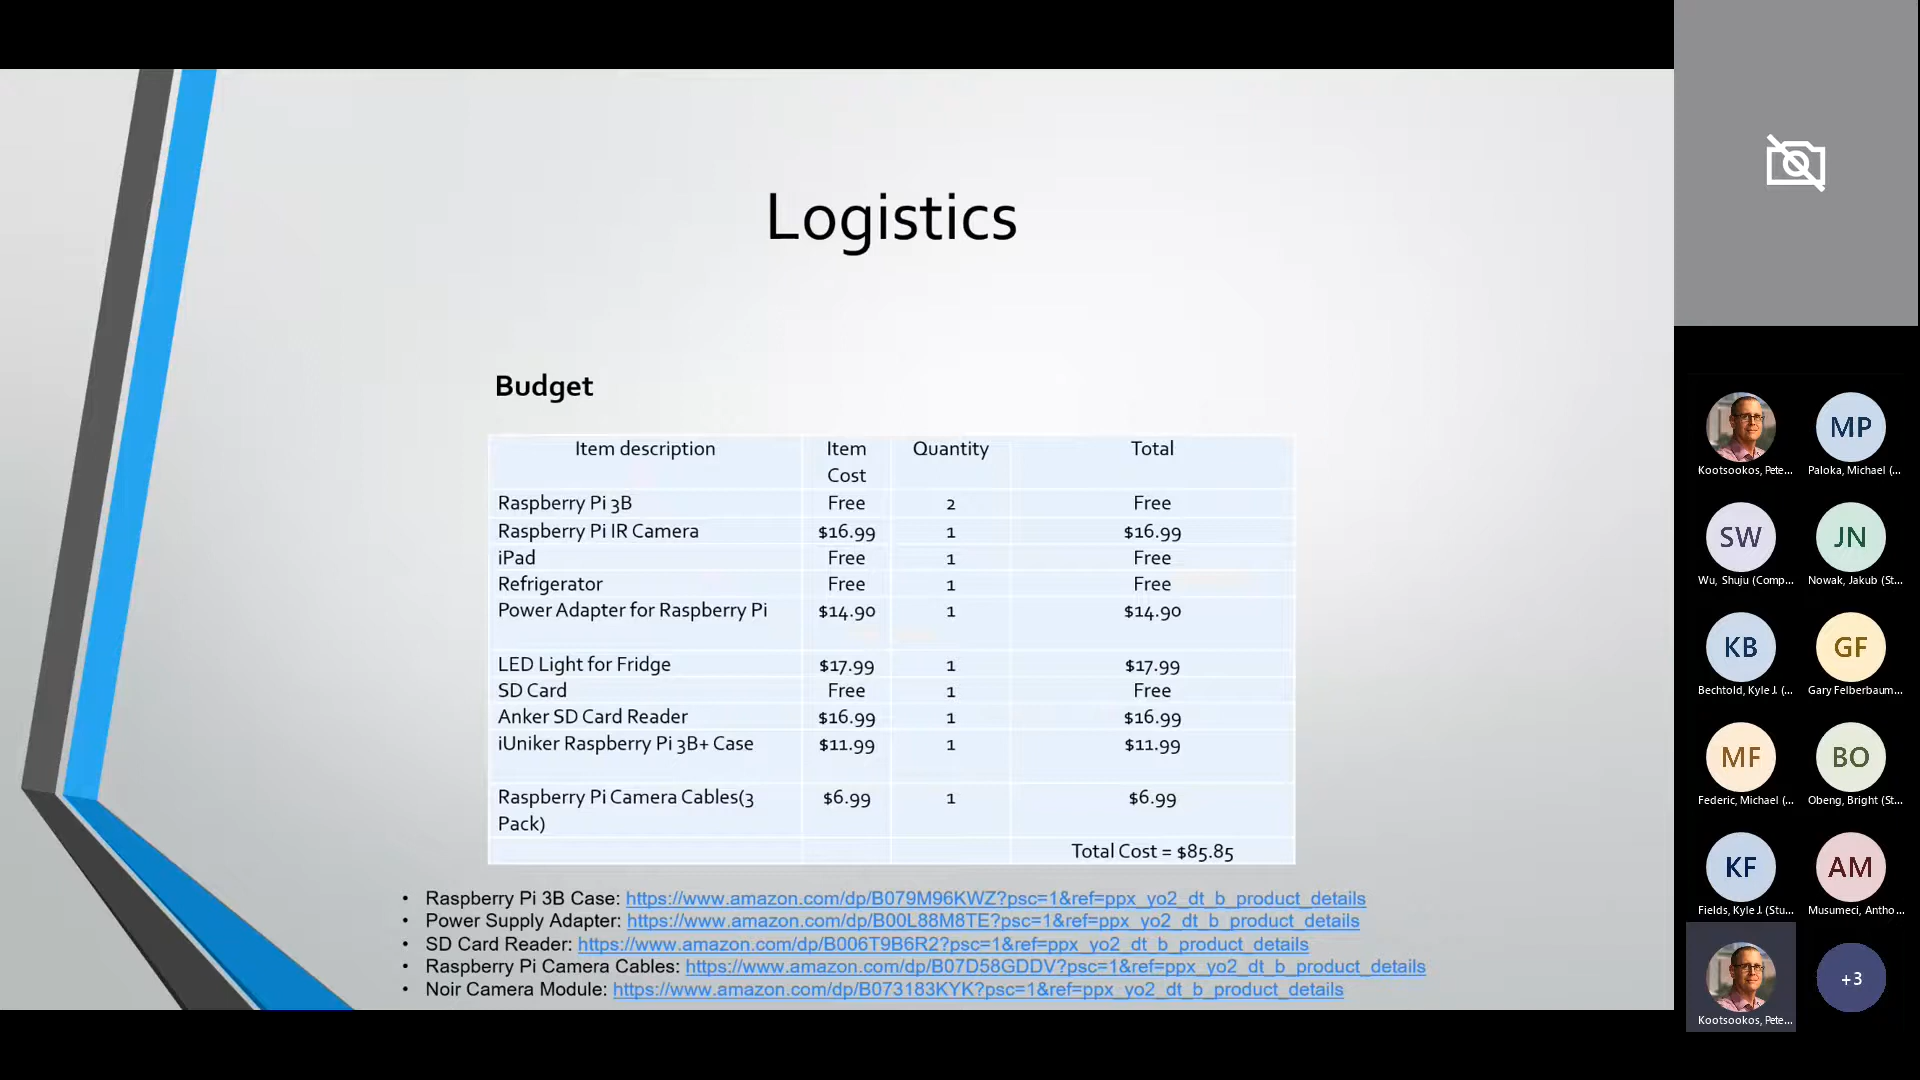 Logistics
Budget
Item description Item Cost Quantity Total
Raspberry Pi 3B Free 2 Free
Raspberry Pi IR Camera $16.99 1 $16.99
iPad Free 1 Free
Refrigerator Free 1 Free
Power Adapter for Raspberry Pi $14.90 1 $14.90
LED Light for Fridge $17.99 1 $17.99
SD Card Free 1 Free
Anker SD Card Reader $16.99 1 $16.99
iUniker Raspberry Pi 3B+ Case $11.99 1 $11.99
Raspberry Pi Camera Cables(3 Pack) $6.99 1 $6.99
Total Cost = $85.85
• Raspberry Pi 3B Case: https://www.amazon.com/dp/B079M96KWZ?psc=1&ref=ppx_yo2_dt_b_product_details
• Power Supply Adapter: https://www.amazon.com/dp/B00L88M8TE?psc=1&ref=ppx_yo2_dt_b_product_details
• SD Card Reader: https://www.amazon.com/dp/B006T9B6R2?psc=1&ref=ppx_yo2_dt_b_product_details
• Raspberry Pi Camera Cables: https://www.amazon.com/dp/B07D58GDDV?psc=1&ref=ppx_yo2_dt_b_product_details
• Noir Camera Module: https://www.amazon.com/dp/B073183KYK?psc=1&ref=ppx_yo2_dt_b_product_details
MP
Kootsookos, Pete... Paloka, Michael (...
SW JN
Wu, Shuju (Comp... Nowak, Jakub (St...
KB GF
Bechtold, Kyle J. (... Gary Felberbaum...
MF BO
Federic, Michael (... Obeng, Bright (St...
KF AM
Fields, Kyle J. (Stu... Musumeci, Antho...
+3
Kootsookos, Pete...